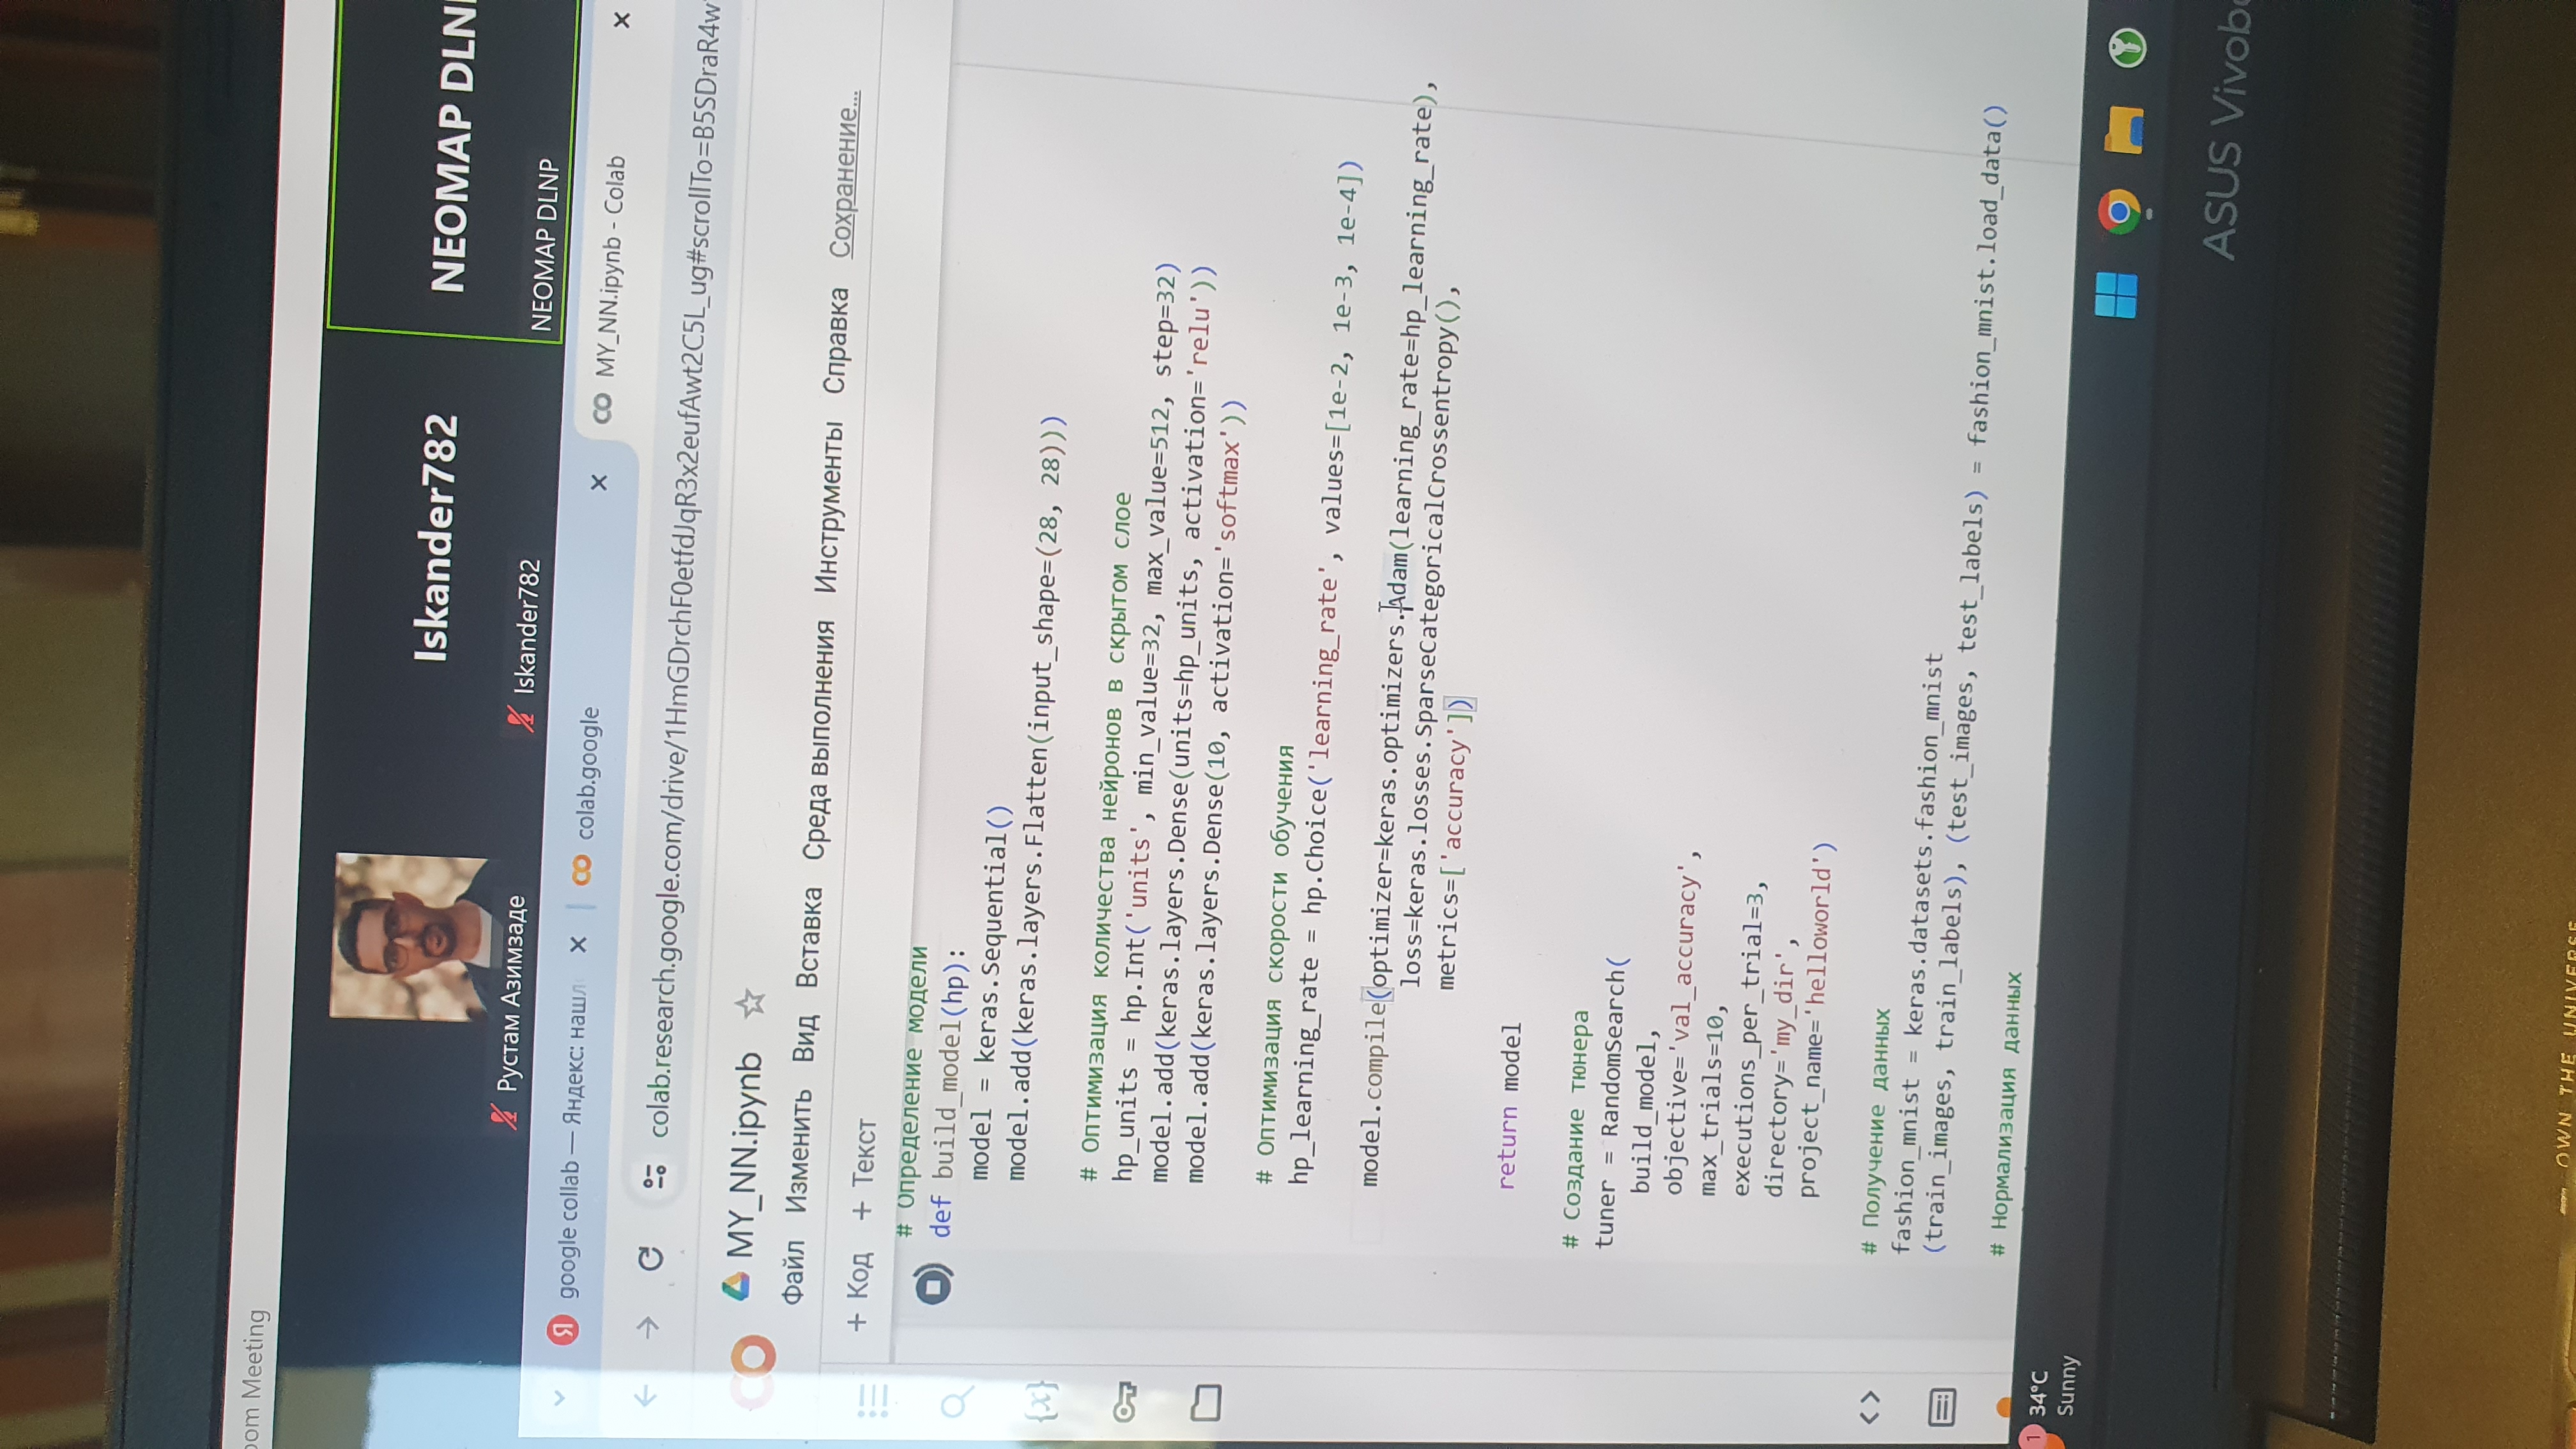 Meeting
Iskander782
NEOMAP
Рустам Азимзаде
Iskander782
NEOMAP DLNP
google collab — Яндекс: нашл
colab.google
MY_NN.ipynb - Colab
colab.research.google.com/drive/1HmGDrchF0etfdJqR3x2eufAwt2C5L_ug#scrollTo=B5SDraR4w
MY_NN.ipynb
Файл Изменить Вид Вставка Среда выполнения Инструменты Справка Сохранение...
+ Код + Текст
# Определение модели
def build_model(hp):
model = keras.Sequential()
model.add(keras.layers.Flatten(input_shape=(28, 28)))
# Оптимизация количества нейронов в скрытом слое
hp_units = hp.Int('units', min_value=32, max_value=512, step=32)
model.add(keras.layers.Dense(units=hp_units, activation='relu'))
model.add(keras.layers.Dense(10, activation='softmax'))
# Оптимизация скорости обучения
hp_learning_rate = hp.Choice('learning_rate', values=[1e-2, 1e-3, 1e-4])
model.compile(optimizer=keras.optimizers.Adam(learning_rate=hp_learning_rate),
loss=keras.losses.SparseCategoricalCrossentropy(),
metrics=['accuracy'])
return model
# Создание тюнера
tuner = RandomSearch(
build_model,
objective='val_accuracy',
max_trials=10,
executions_per_trial=3,
directory='my_dir',
project_name='helloworld')
# Получение данных
fashion_mnist = keras.datasets.fashion_mnist
(train_images, train_labels), (test_images, test_labels) = fashion_mnist.load_data()
# Нормализация данных
1
34°C
Sunny
ASUS
OWN THE UNIVERSE